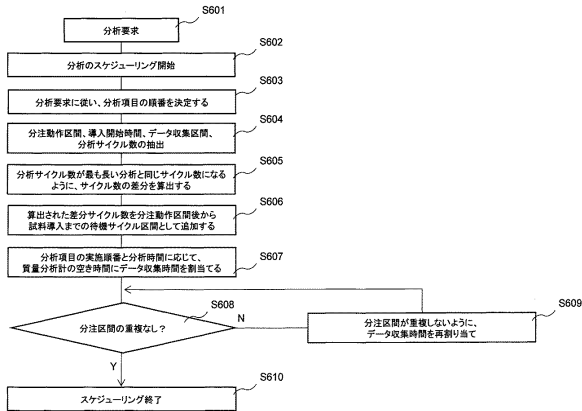 S601
分析要求
S602
分析のスケジューリング開始
S603
分析要求に従い、分析項目の順番を決定する
S604
分注動作区間、導入開始時間、データ収集区間、
分析サイクル数の抽出
S605
分析サイクル数が最も長い分析と同じサイクル数になる
ように、サイクル数の差分を算出する
S606
算出された差分サイクル数を分注動作区間後から
試料導入までの待機サイクル区間として追加する
S607
分析項目の実施順番と分析時間に応じて、
質量分析計の空き時間にデータ収集時間を割当てる
S608
分注区間の重複なし？
N
S609
分注区間が重複しないように、
データ収集時間を再割り当て
Y
S610
スケジューリング終了